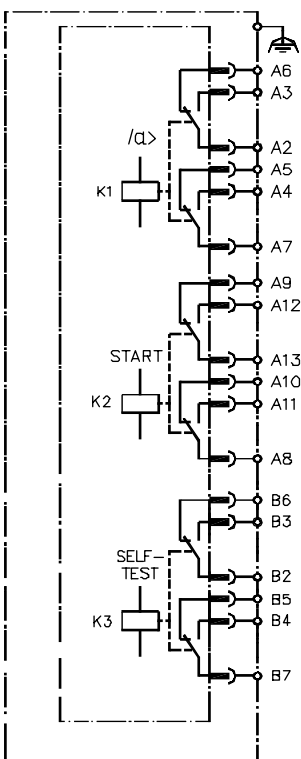 A6
A3
/a>
A2
A5
K1
A4
A7
A9
A12
START
A13
A10
K2
A11
A8
B6
B3
SELF-
TEST
B2
B5
K3
B4
B7